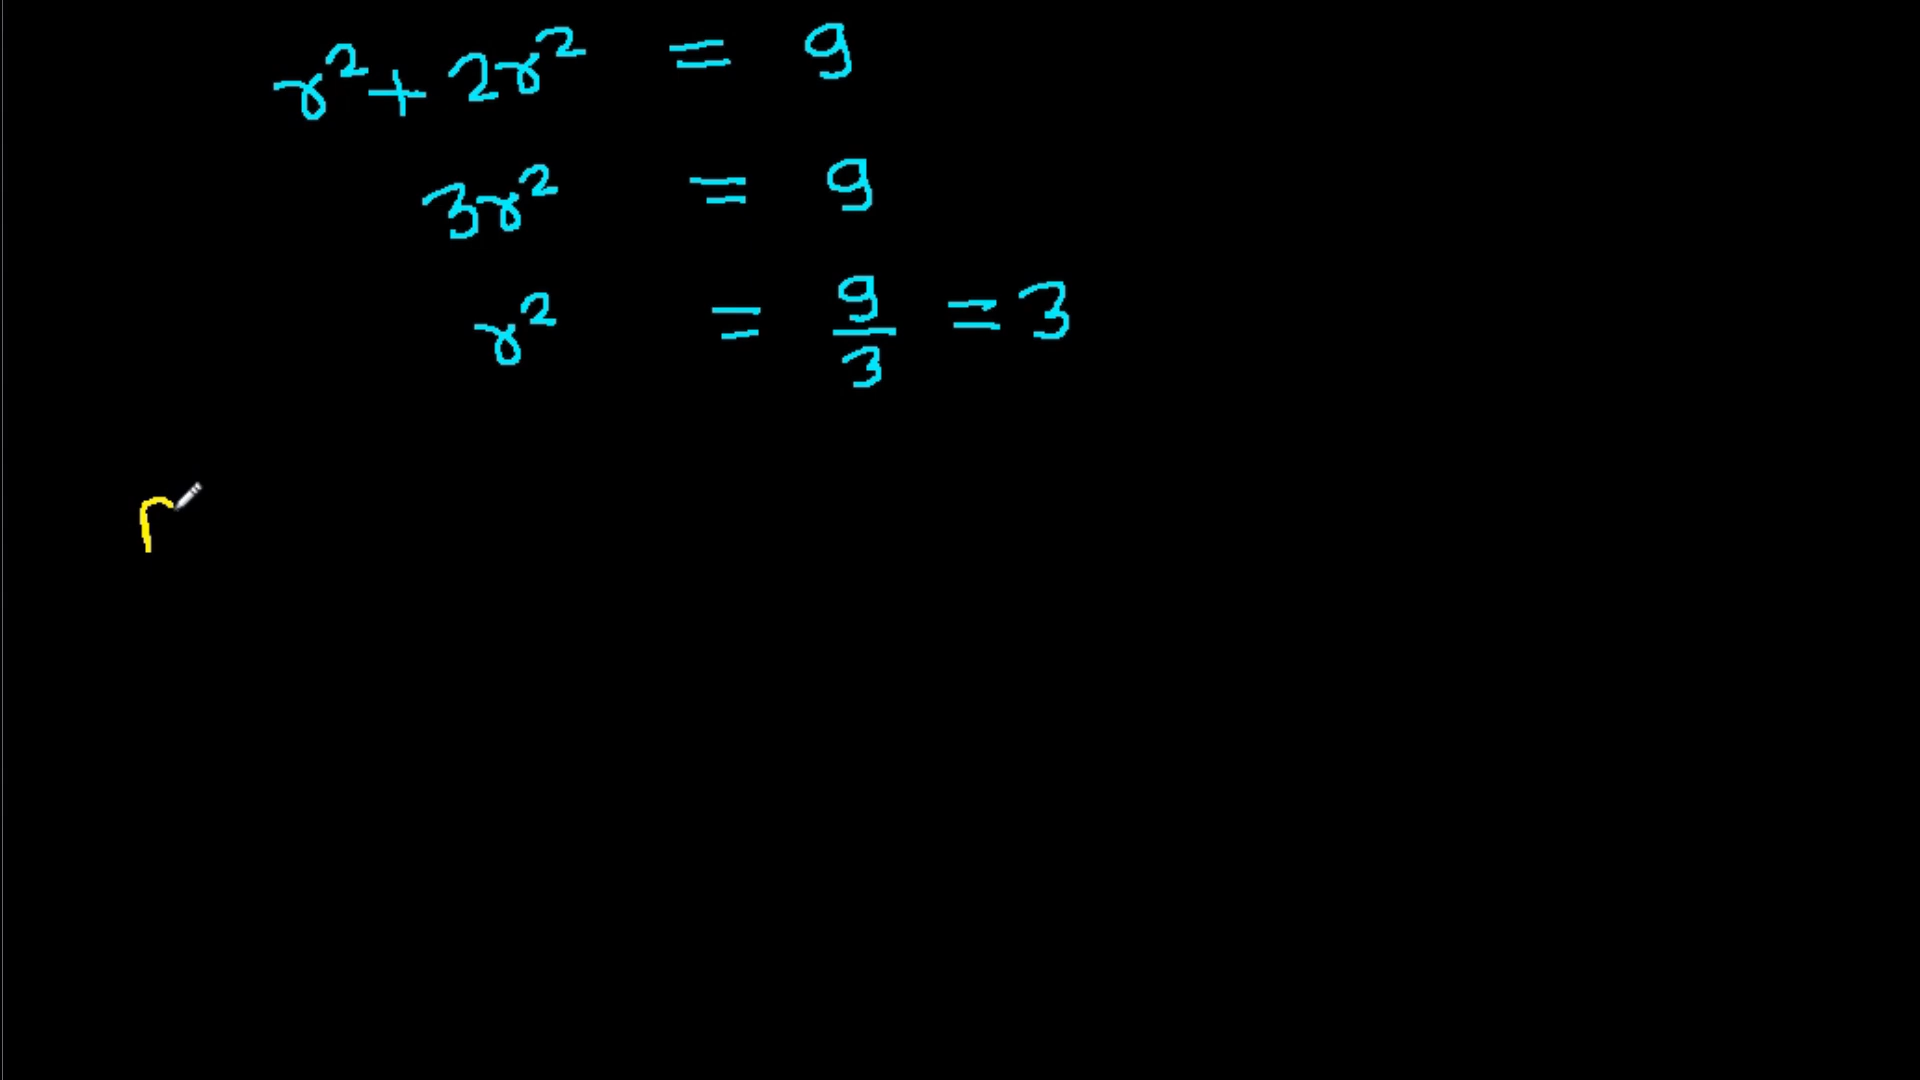 r² + 2r² = 9
3r² = 9
r² = 9/3 = 3